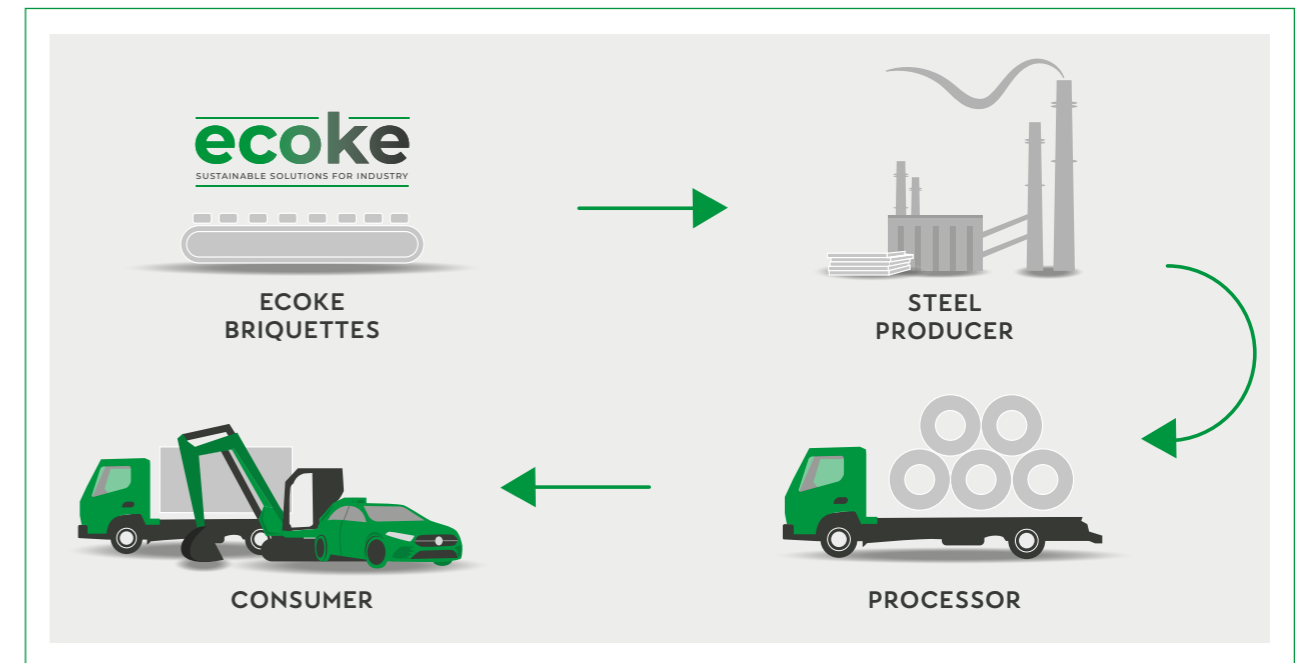 ecoke
SUSTAINABLE SOLUTIONS FOR INDUSTRY
ECOKE
BRIQUETTES
STEEL
PRODUCER
CONSUMER
PROCESSOR